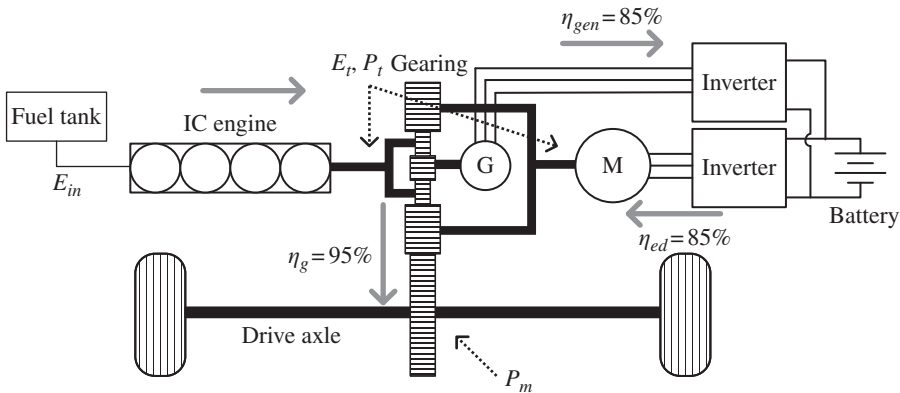 η_gen = 85%
E_t, P_t Gearing
Inverter
Fuel tank
IC engine
G
M
Inverter
E_in
Battery
η_g = 95%
η_ed = 85%
Drive axle
P_m